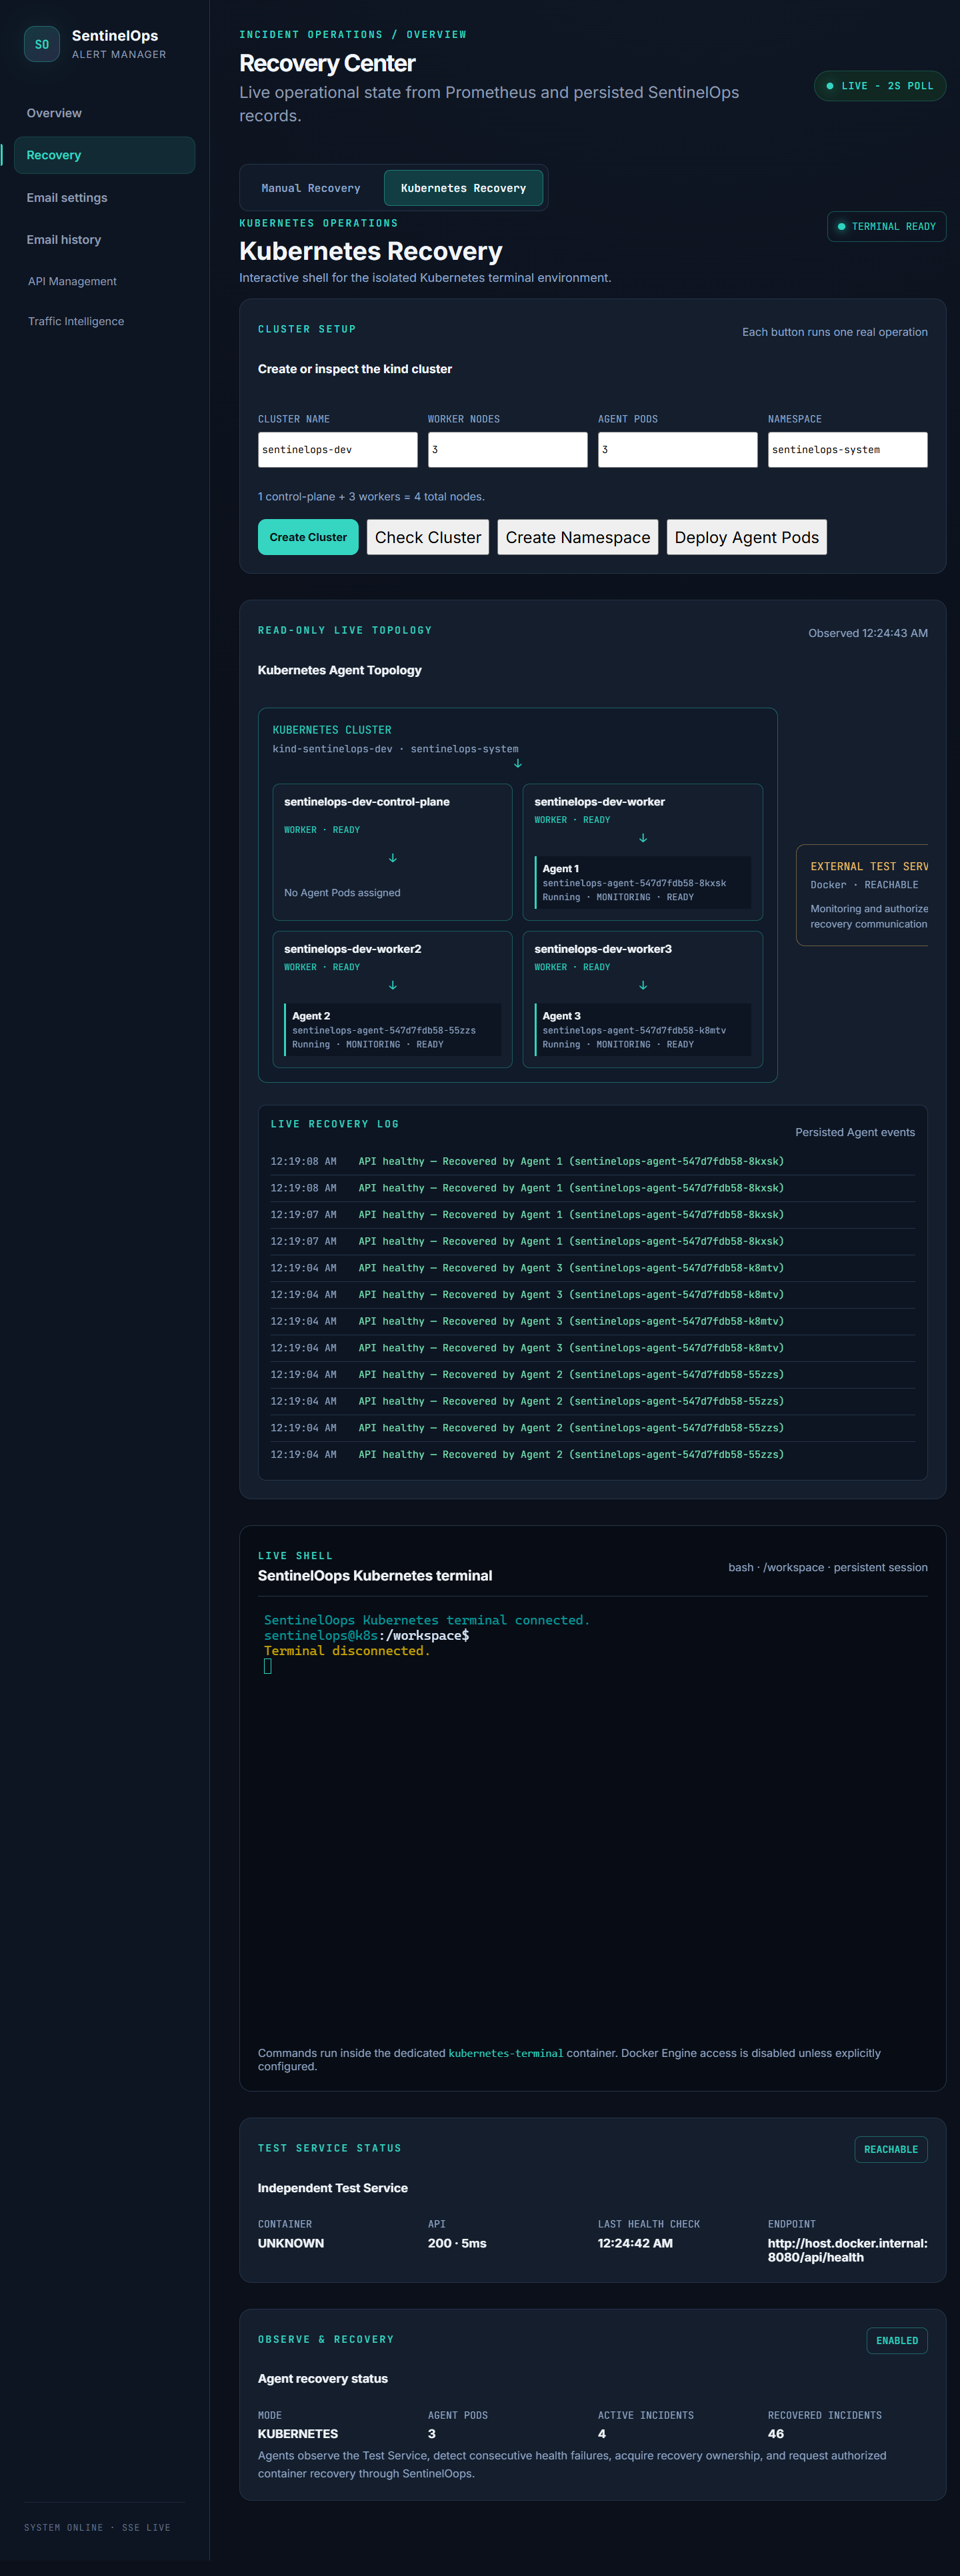 SO
SentinelOps
ALERT MANAGER
Overview
Recovery
Email settings
Email history
API Management
Traffic Intelligence
SYSTEM ONLINE · SSE LIVE
INCIDENT OPERATIONS / OVERVIEW
Recovery Center
Live operational state from Prometheus and persisted SentinelOps
records.
LIVE - 2S POLL
Manual Recovery
Kubernetes Recovery
KUBERNETES OPERATIONS
Kubernetes Recovery
Interactive shell for the isolated Kubernetes terminal environment.
TERMINAL READY
CLUSTER SETUP
Each button runs one real operation
Create or inspect the kind cluster
CLUSTER NAME
WORKER NODES
AGENT PODS
NAMESPACE
sentinelops-dev
3
3
sentinelops-system
1 control-plane + 3 workers = 4 total nodes.
Create Cluster
Check Cluster
Create Namespace
Deploy Agent Pods
READ-ONLY LIVE TOPOLOGY
Observed 12:24:43 AM
Kubernetes Agent Topology
KUBERNETES CLUSTER
kind-sentinelops-dev · sentinelops-system
↓
sentinelops-dev-control-plane
WORKER · READY
↓
No Agent Pods assigned
sentinelops-dev-worker
WORKER · READY
↓
Agent 1
sentinelops-agent-547d7fdb58-8kxsk
Running · MONITORING · READY
sentinelops-dev-worker2
WORKER · READY
↓
Agent 2
sentinelops-agent-547d7fdb58-55zzs
Running · MONITORING · READY
sentinelops-dev-worker3
WORKER · READY
↓
Agent 3
sentinelops-agent-547d7fdb58-k8mtv
Running · MONITORING · READY
EXTERNAL TEST SERV
Docker · REACHABLE
Monitoring and authorize
recovery communication
LIVE RECOVERY LOG
Persisted Agent events
12:19:08 AM API healthy — Recovered by Agent 1 (sentinelops-agent-547d7fdb58-8kxsk)
12:19:08 AM API healthy — Recovered by Agent 1 (sentinelops-agent-547d7fdb58-8kxsk)
12:19:07 AM API healthy — Recovered by Agent 1 (sentinelops-agent-547d7fdb58-8kxsk)
12:19:07 AM API healthy — Recovered by Agent 1 (sentinelops-agent-547d7fdb58-8kxsk)
12:19:04 AM API healthy — Recovered by Agent 3 (sentinelops-agent-547d7fdb58-k8mtv)
12:19:04 AM API healthy — Recovered by Agent 3 (sentinelops-agent-547d7fdb58-k8mtv)
12:19:04 AM API healthy — Recovered by Agent 3 (sentinelops-agent-547d7fdb58-k8mtv)
12:19:04 AM API healthy — Recovered by Agent 3 (sentinelops-agent-547d7fdb58-k8mtv)
12:19:04 AM API healthy — Recovered by Agent 2 (sentinelops-agent-547d7fdb58-55zzs)
12:19:04 AM API healthy — Recovered by Agent 2 (sentinelops-agent-547d7fdb58-55zzs)
12:19:04 AM API healthy — Recovered by Agent 2 (sentinelops-agent-547d7fdb58-55zzs)
12:19:04 AM API healthy — Recovered by Agent 2 (sentinelops-agent-547d7fdb58-55zzs)
LIVE SHELL
SentinelOops Kubernetes terminal
bash · /workspace · persistent session
SentinelOops Kubernetes terminal connected.
sentinelops@k8s:/workspace$
Terminal disconnected.
Commands run inside the dedicated kubernetes-terminal container. Docker Engine access is disabled unless explicitly
configured.
TEST SERVICE STATUS
REACHABLE
Independent Test Service
CONTAINER
API
LAST HEALTH CHECK
ENDPOINT
UNKNOWN
200 · 5ms
12:24:42 AM
http://host.docker.internal:
8080/api/health
OBSERVE & RECOVERY
ENABLED
Agent recovery status
MODE
AGENT PODS
ACTIVE INCIDENTS
RECOVERED INCIDENTS
KUBERNETES
3
4
46
Agents observe the Test Service, detect consecutive health failures, acquire recovery ownership, and request authorized
container recovery through SentinelOops.